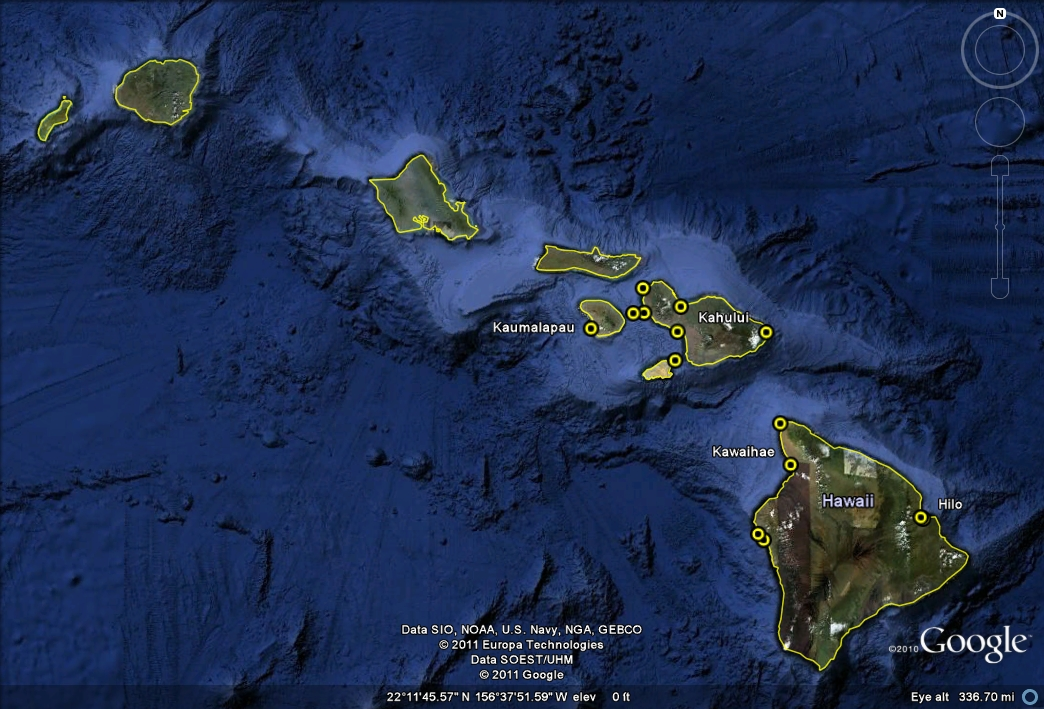 N
Kahului
Kaumalapau
Kawaihae
Hawaii
Hilo
Data SIO, NOAA, U.S. Navy, NGA, GEBCO
© 2011 Europa Technologies
Data SOEST/UHM
© 2011 Google
©2010 Google
22°11'45.57" N 156°37'51.59" W elev 0 ft
Eye alt 336.70 mi